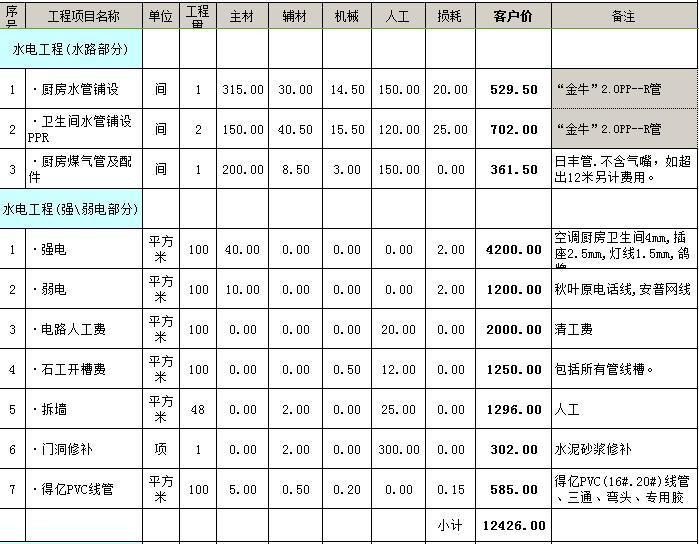 序号 工程项目名称 单位 工程量 主材 辅材 机械 人工 损耗 客户价 备注
水电工程(水路部分)
1 ·厨房水管铺设 间 1 315.00 30.00 14.50 150.00 20.00 529.50 “金牛”2.0PP--R管
2 ·卫生间水管铺设PPR 间 2 150.00 40.50 15.50 120.00 25.00 702.00 “金牛”2.0PP--R管
3 ·厨房煤气管及配件 间 1 200.00 8.50 3.00 150.00 0.00 361.50 日丰管.不含气嘴，如超出12米另计费用。
水电工程(强\弱电部分)
1 ·强电 平方米 100 40.00 0.00 0.00 0.00 2.00 4200.00 空调厨房卫生间4mm,插座2.5mm,灯线1.5mm,鸽
2 ·弱电 平方米 100 10.00 0.00 0.00 0.00 2.00 1200.00 秋叶原电话线,安普网线
3 ·电路人工费 平方米 100 0.00 0.00 0.00 20.00 0.00 2000.00 清工费
4 ·石工开槽费 平方米 100 0.00 0.00 0.50 12.00 0.00 1250.00 包括所有管线槽。
5 ·拆墙 平方米 48 0.00 2.00 0.00 25.00 0.00 1296.00 人工
6 ·门洞修补 项 1 0.00 2.00 0.00 300.00 0.00 302.00 水泥砂浆修补
7 ·得亿PVC线管 平方米 100 5.00 0.50 0.20 0.00 0.15 585.00 得亿PVC(16#.20#)线管、三通、弯头、专用胶
小计 12426.00